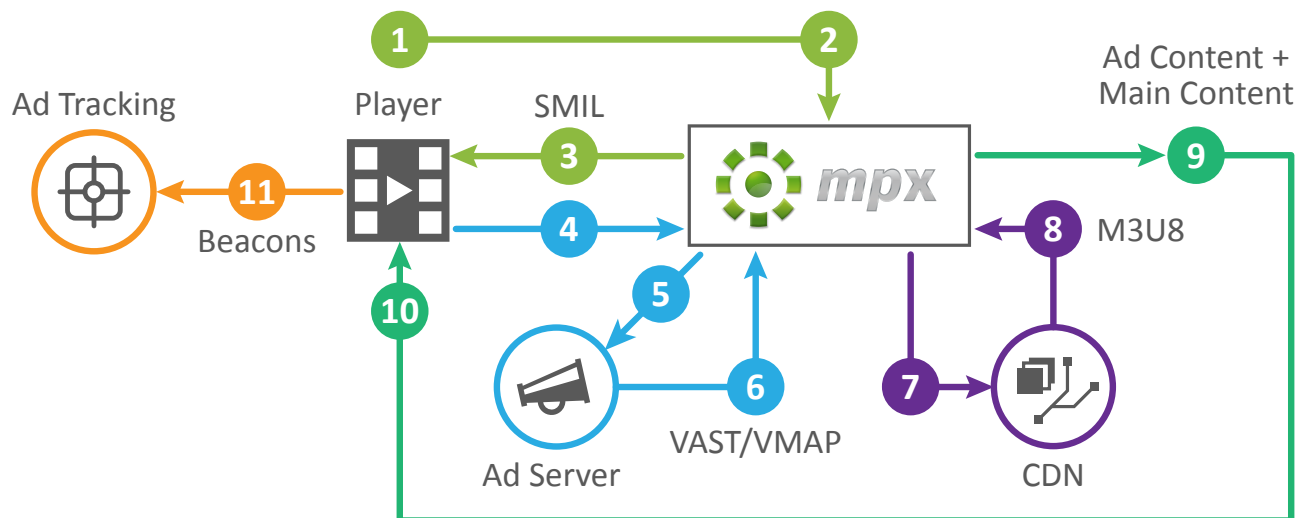 1
2
Ad Content +
Main Content
Ad Tracking
Player
SMIL
3
mpx
9
11
Beacons
4
8
M3U8
5
10
6
7
VAST/VMAP
Ad Server
CDN